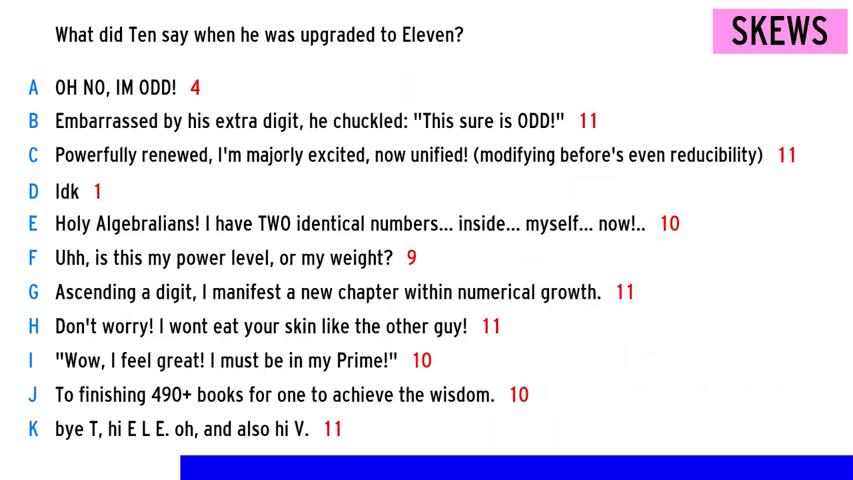 What did Ten say when he was upgraded to Eleven?
SKEWS
A OH NO, IM ODD! 4
B Embarrassed by his extra digit, he chuckled: "This sure is ODD!" 11
C Powerfully renewed, I'm majorly excited, now unified! (modifying before's even reducibility) 11
D Idk 1
E Holy Algebralians! I have TWO identical numbers... inside... myself... now!.. 10
F Uhh, is this my power level, or my weight? 9
G Ascending a digit, I manifest a new chapter within numerical growth. 11
H Don't worry! I wont eat your skin like the other guy! 11
I "Wow, I feel great! I must be in my Prime!" 10
J To finishing 490+ books for one to achieve the wisdom. 10
K bye T, hi E L E. oh, and also hi V. 11